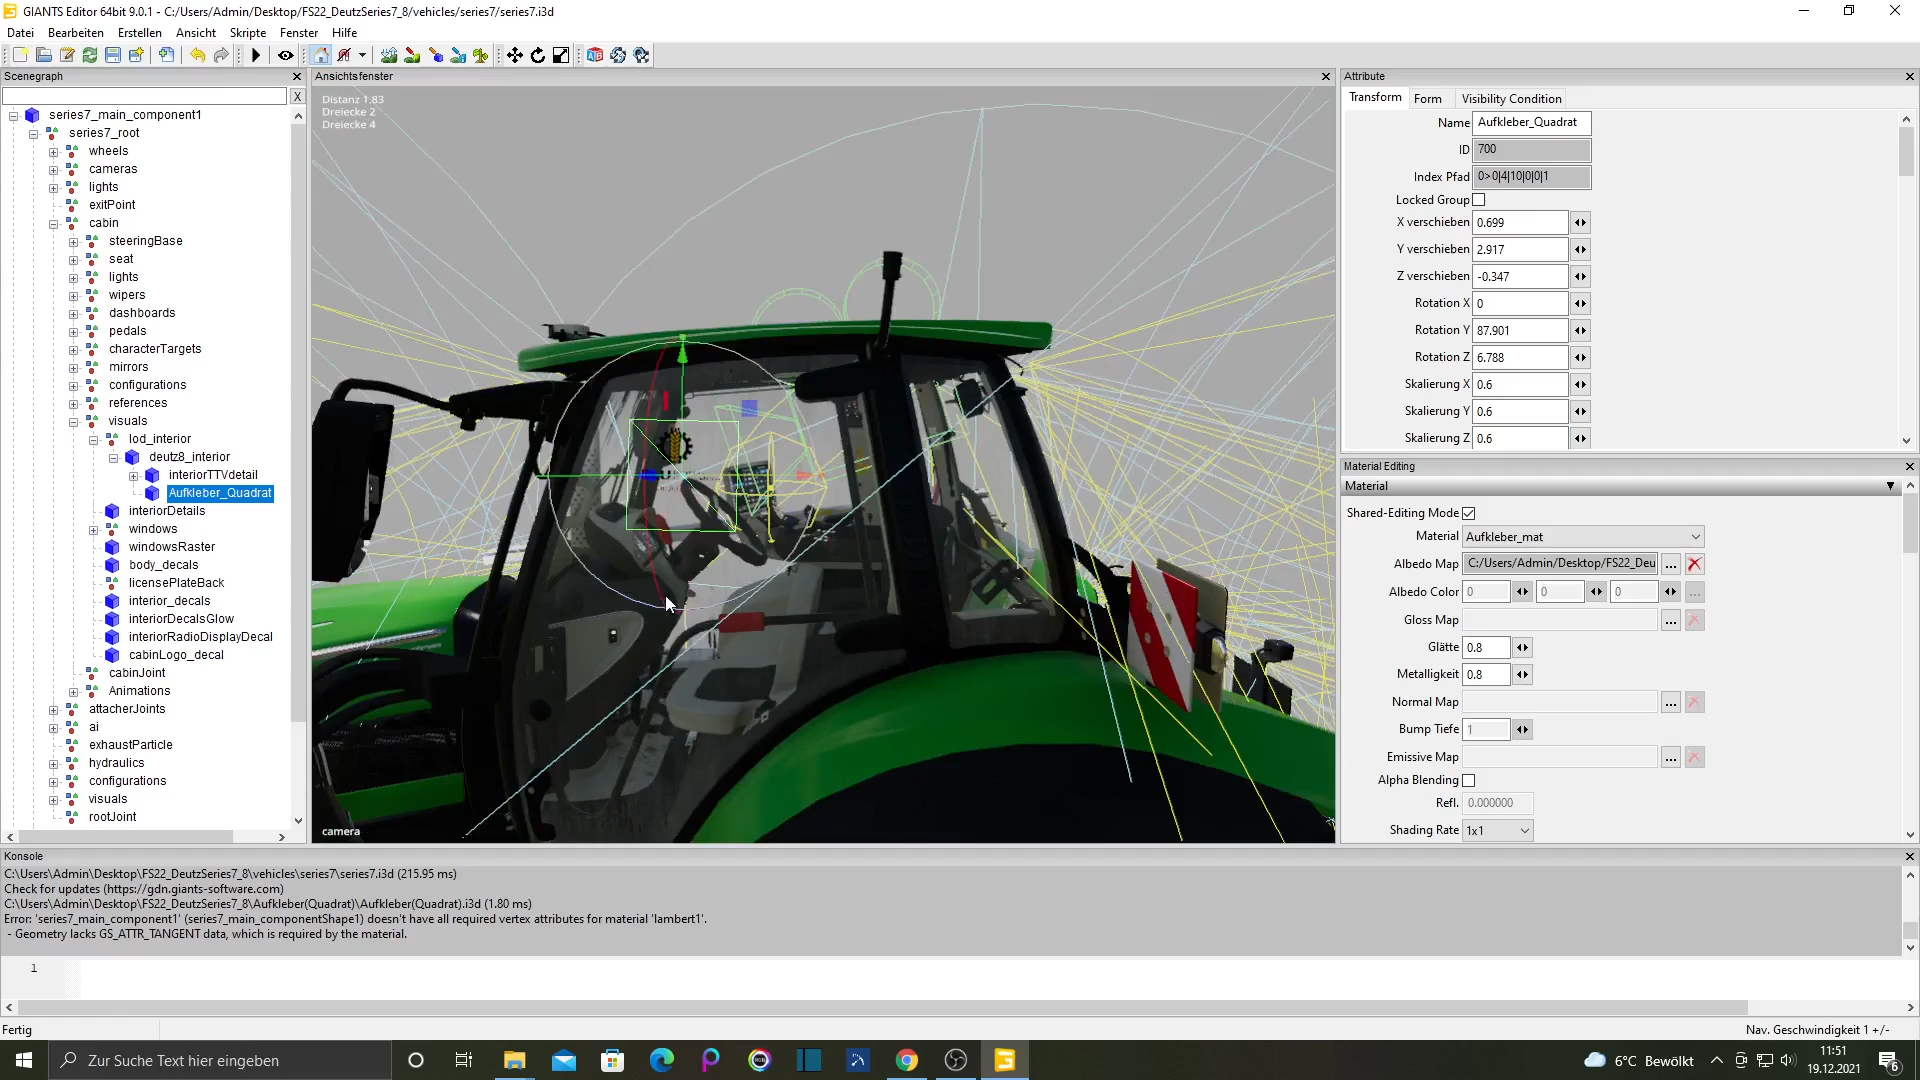 GIANTS Editor 64bit 9.0.1 - C:/Users/Admin/Desktop/FS22_DeutzSeries7_8/vehicles/series7/series7.i3d
Datei Bearbeiten Erstellen Ansicht Skripte Fenster Hilfe
Scenegraph
X
series7_main_component1
series7_root
wheels
cameras
lights
exitPoint
cabin
steeringBase
seat
lights
wipers
dashboards
pedals
characterTargets
mirrors
configurations
references
visuals
lod_interior
deutz8_interior
interiorTTVdetail
Aufkleber_Quadrat
interiorDetails
windows
windowsRaster
body_decals
licensePlateBack
interior_decals
interiorDecalsGlow
interiorRadioDisplayDecal
cabinLogo_decal
cabinJoint
Animations
attacherJoints
ai
exhaustParticle
hydraulics
configurations
visuals
rootJoint
Ansichtsfenster
Distanz 1.83
Dreiecke 2
Dreiecke 4
camera
Attribute
Transform Form Visibility Condition
Name Aufkleber_Quadrat
ID 700
Index Pfad 0>0|4|10|0|0|1
Locked Group
X verschieben 0.699
Y verschieben 2.917
Z verschieben -0.347
Rotation X 0
Rotation Y 87.901
Rotation Z 6.788
Skalierung X 0.6
Skalierung Y 0.6
Skalierung Z 0.6
Material Editing
Material
Shared-Editing Mode
Material Aufkleber_mat
Albedo Map C:/Users/Admin/Desktop/FS22_Deu ...
Albedo Color 0 0 0 ...
Gloss Map ...
Glätte 0.8
Metalligkeit 0.8
Normal Map ...
Bump Tiefe 1
Emissive Map ...
Alpha Blending
Refl. 0.000000
Shading Rate 1x1
Konsole
C:\Users\Admin\Desktop\FS22_DeutzSeries7_8\vehicles\series7\series7.i3d (215.95 ms)
Check for updates (https://gdn.giants-software.com)
C:\Users\Admin\Desktop\FS22_DeutzSeries7_8\Aufkleber(Quadrat)\Aufkleber(Quadrat).i3d (1.80 ms)
Error: 'series7_main_component1' (series7_main_componentShape1) doesn't have all required vertex attributes for material 'lambert1'.
- Geometry lacks GS_ATTR_TANGENT data, which is required by the material.
1
Fertig
Nav. Geschwindigkeit 1 +/-
Zur Suche Text hier eingeben
6°C Bewölkt
11:51
19.12.2021
6